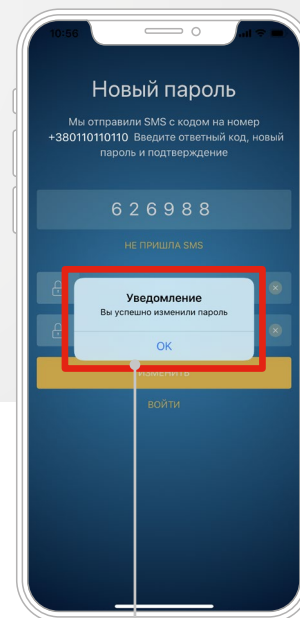 10:56
Новый пароль
Мы отправили SMS с кодом на номер
+380110110110 Введите ответный код, новый
пароль и подтверждение
626988
НЕ ПРИШЛА SMS
Уведомление
Вы успешно изменили пароль
OK
ИЗМЕНИТЬ
ВОЙТИ